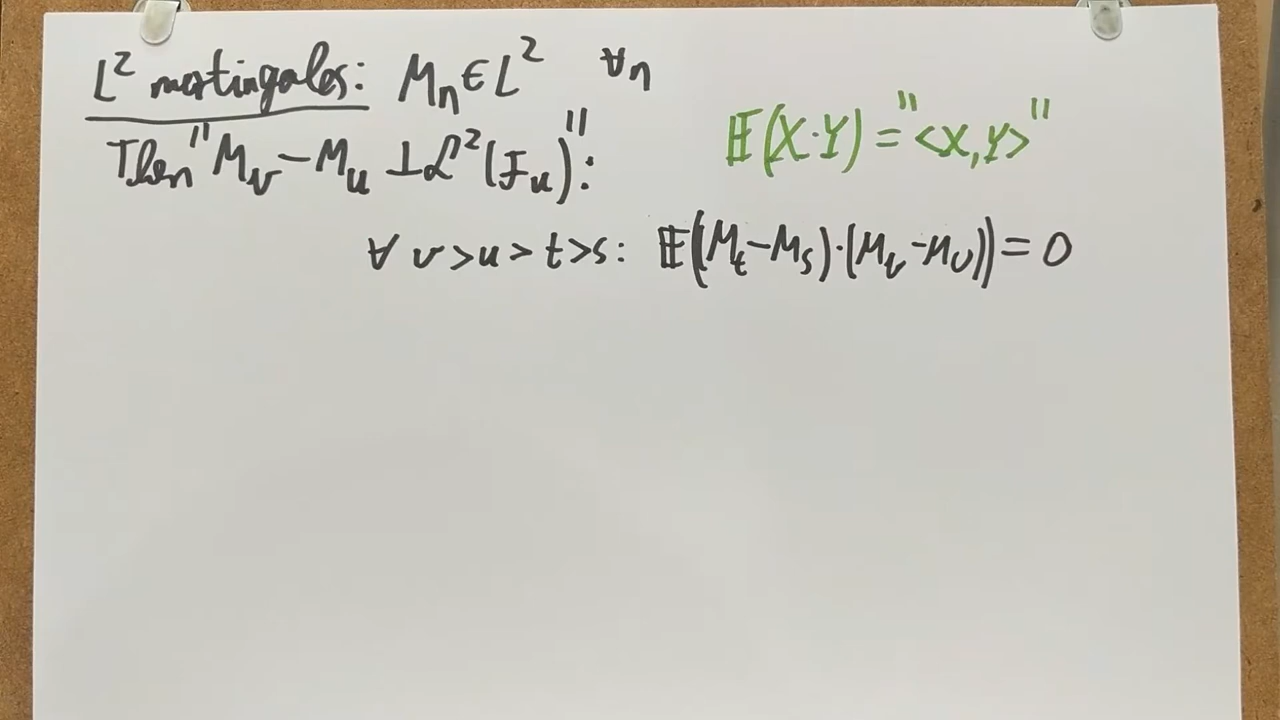 L² martingales: Mₙ ∈ L² ∀n
𝔼(X·Y) = "<X,Y>"
Then "M_v − M_u ⊥ ℒ²(ℱ_u)":
∀ v > u > t > s: 𝔼((M_t − M_s)·(M_v − M_u)) = 0